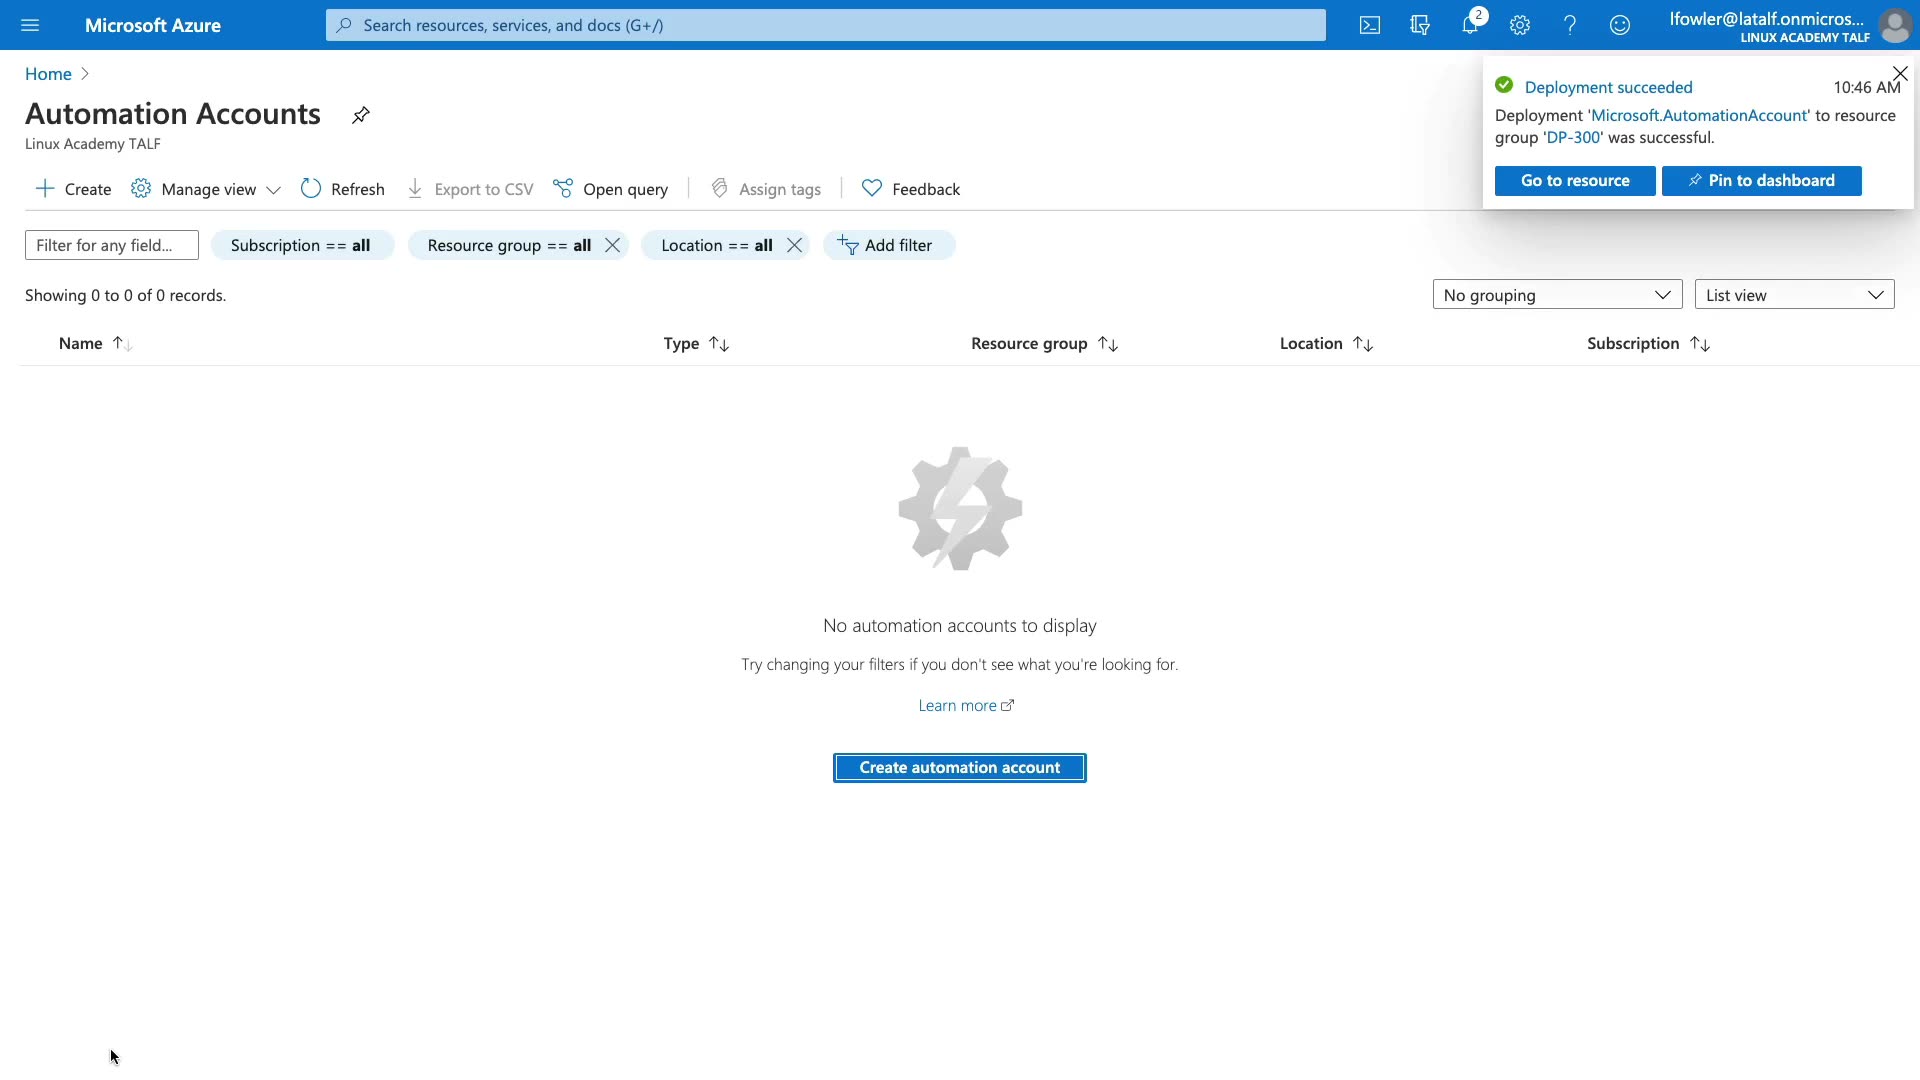 Microsoft Azure
Search resources, services, and docs (G+/)
2
lfowler@latalf.onmicros...
LINUX ACADEMY TALF
Home
Automation Accounts
Linux Academy TALF
Deployment succeeded 10:46 AM
Deployment 'Microsoft.AutomationAccount' to resource
group 'DP-300' was successful.
Go to resource Pin to dashboard
Create Manage view Refresh Export to CSV Open query Assign tags Feedback
Filter for any field... Subscription == all Resource group == all Location == all Add filter
Showing 0 to 0 of 0 records. No grouping List view
Name Type Resource group Location Subscription
No automation accounts to display
Try changing your filters if you don't see what you're looking for.
Learn more
Create automation account